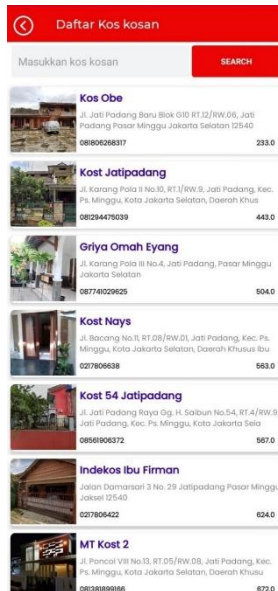 Daftar Kos kosan
Masukkan kos kosan
SEARCH
Kos Obe
Jl. Jati Padang Baru Blok G10 RT.12/RW.06, Jati
Padang Pasar Minggu Jakarta Selatan 12540
081806268317 233.0
Kost Jatipadang
Jl. Karang Pola II No.10, RT.1/RW.9, Jati Padang, Kec.
Ps. Minggu, Kota Jakarta Selatan, Daerah Khus
081294475039 443.0
Griya Omah Eyang
Jl. Karang Pola III No.4, Jati Padang, Pasar Minggu
Jakarta Selatan
087741029625 504.0
Kost Nays
Jl. Bacang No.11, RT.08/RW.01, Jati Padang, Kec. Ps.
Minggu, Kota Jakarta Selatan, Daerah Khusus Ibu
0217806638 563.0
Kost 54 Jatipadang
Jl. Jati Padang Raya Gg. H. Saibun No.54, RT.4/RW.9,
Jati Padang, Kec. Ps. Minggu, Kota Jakarta Sela
08561906372 567.0
Indekos Ibu Firman
Jalan Damarsari 3 No. 29 Jatipadang Pasar Minggu
Jaksel 12540
0217806422 624.0
MT Kost 2
Jl. Poncol VIII No.13, RT.05/RW.08, Jati Padang, Kec.
Ps. Minggu, Kota Jakarta Selatan, Daerah Khusu
081381899166 672.0